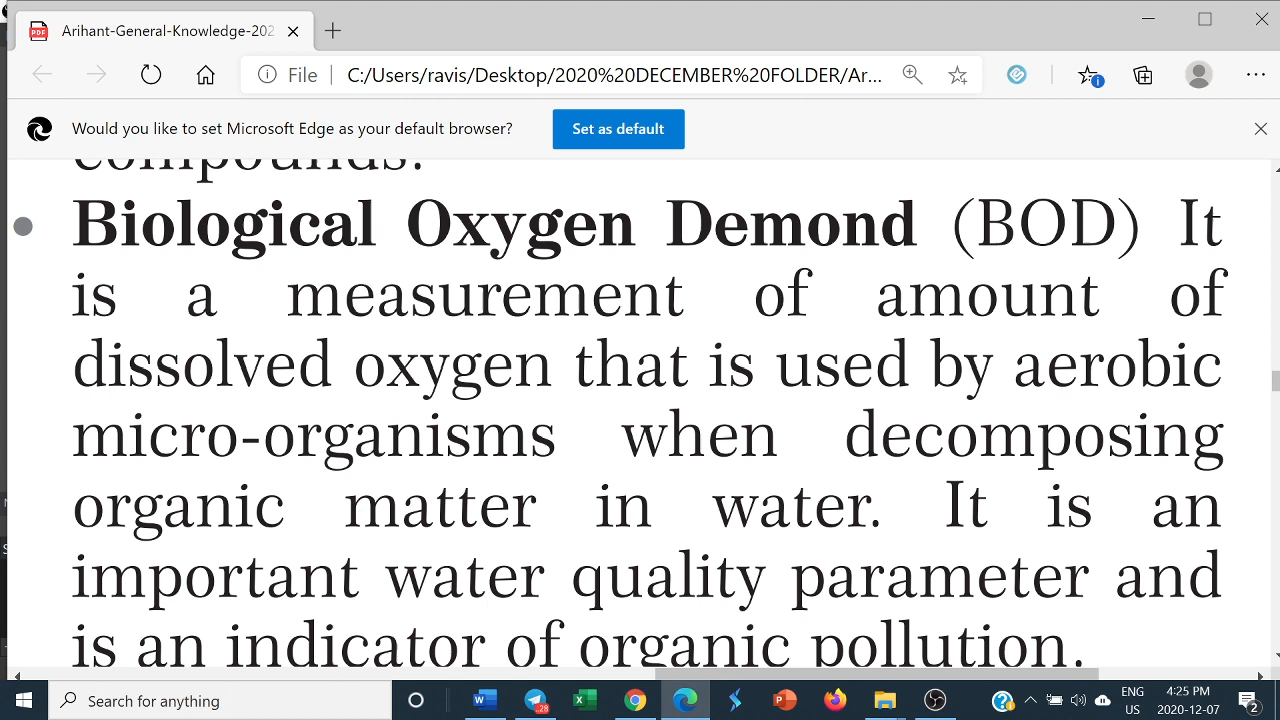 Arihant-General-Knowledge-202
File
C:/Users/ravis/Desktop/2020%20DECEMBER%20FOLDER/Ar...
Would you like to set Microsoft Edge as your default browser?
Set as default
compounds.
Biological Oxygen Demond (BOD) It
is a measurement of amount of
dissolved oxygen that is used by aerobic
micro-organisms when decomposing
organic matter in water. It is an
important water quality parameter and
is an indicator of organic pollution.
Search for anything
ENG
US
4:25 PM
2020-12-07